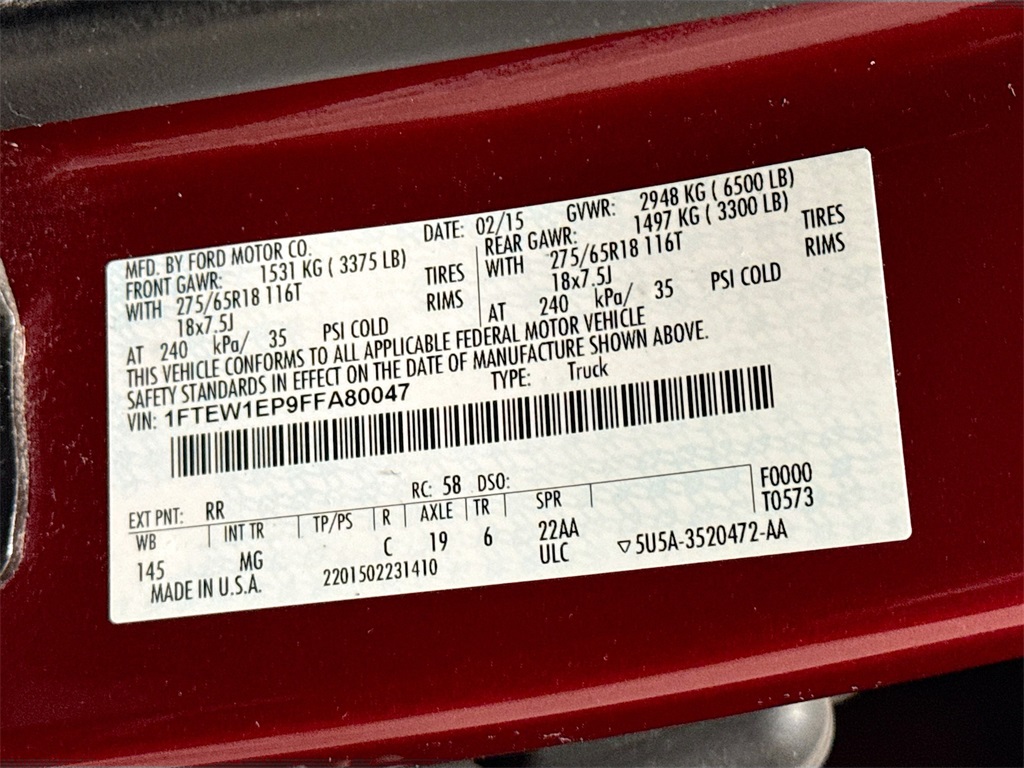 MFD. BY FORD MOTOR CO. DATE: 02/15 GVWR: 2948 KG ( 6500 LB)
FRONT GAWR: 1531 KG ( 3375 LB) REAR GAWR: 1497 KG ( 3300 LB)
WITH 275/65R18 116T TIRES WITH 275/65R18 116T TIRES
18x7.5J RIMS 18x7.5J RIMS
AT 240 kPa/ 35 PSI COLD AT 240 kPa/ 35 PSI COLD
THIS VEHICLE CONFORMS TO ALL APPLICABLE FEDERAL MOTOR VEHICLE
SAFETY STANDARDS IN EFFECT ON THE DATE OF MANUFACTURE SHOWN ABOVE.
VIN: 1FTEW1EP9FFA80047 TYPE: Truck
EXT PNT: RR RC: 58 DSO: F0000
WB INT TR TP/PS R AXLE TR SPR T0573
145 MG C 19 6 22AA
ULC ▽5U5A-3520472-AA
MADE IN U.S.A. 2201502231410